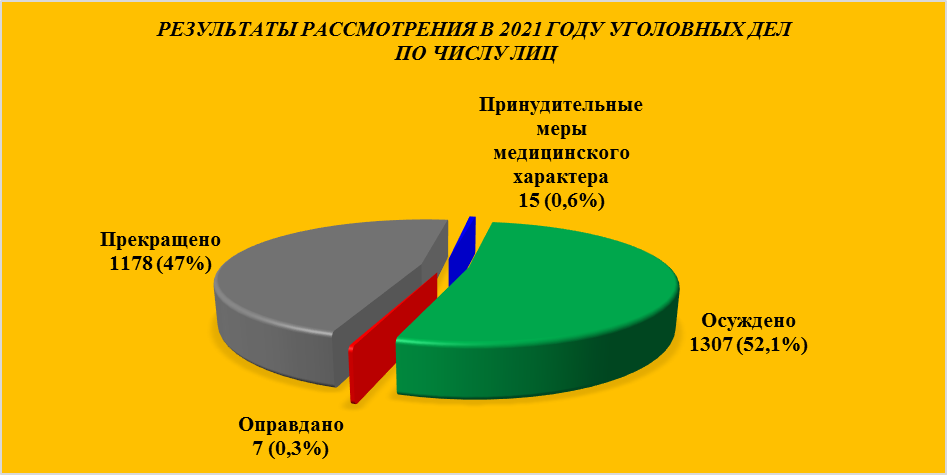 РЕЗУЛЬТАТЫ РАССМОТРЕНИЯ В 2021 ГОДУ УГОЛОВНЫХ ДЕЛ
ПО ЧИСЛУ ЛИЦ
Принудительные
меры
медицинского
характера
15 (0,6%)
Прекращено
1178 (47%)
Осуждено
1307 (52,1%)
Оправдано
7 (0,3%)